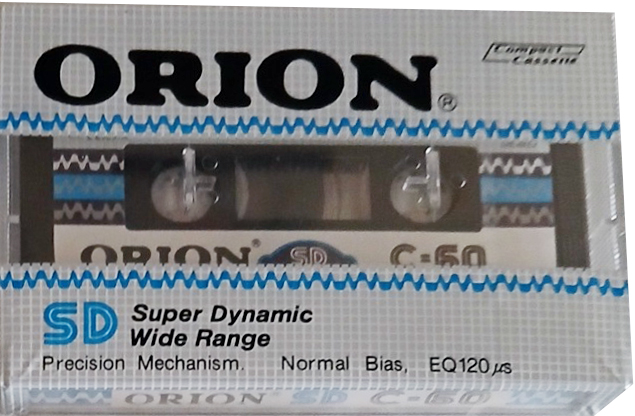 ORION®
Compact
Cassette
ORION® SD C-60
SD Super Dynamic
Wide Range
Precision Mechanism. Normal Bias, EQ120μs
ORION SD C-60